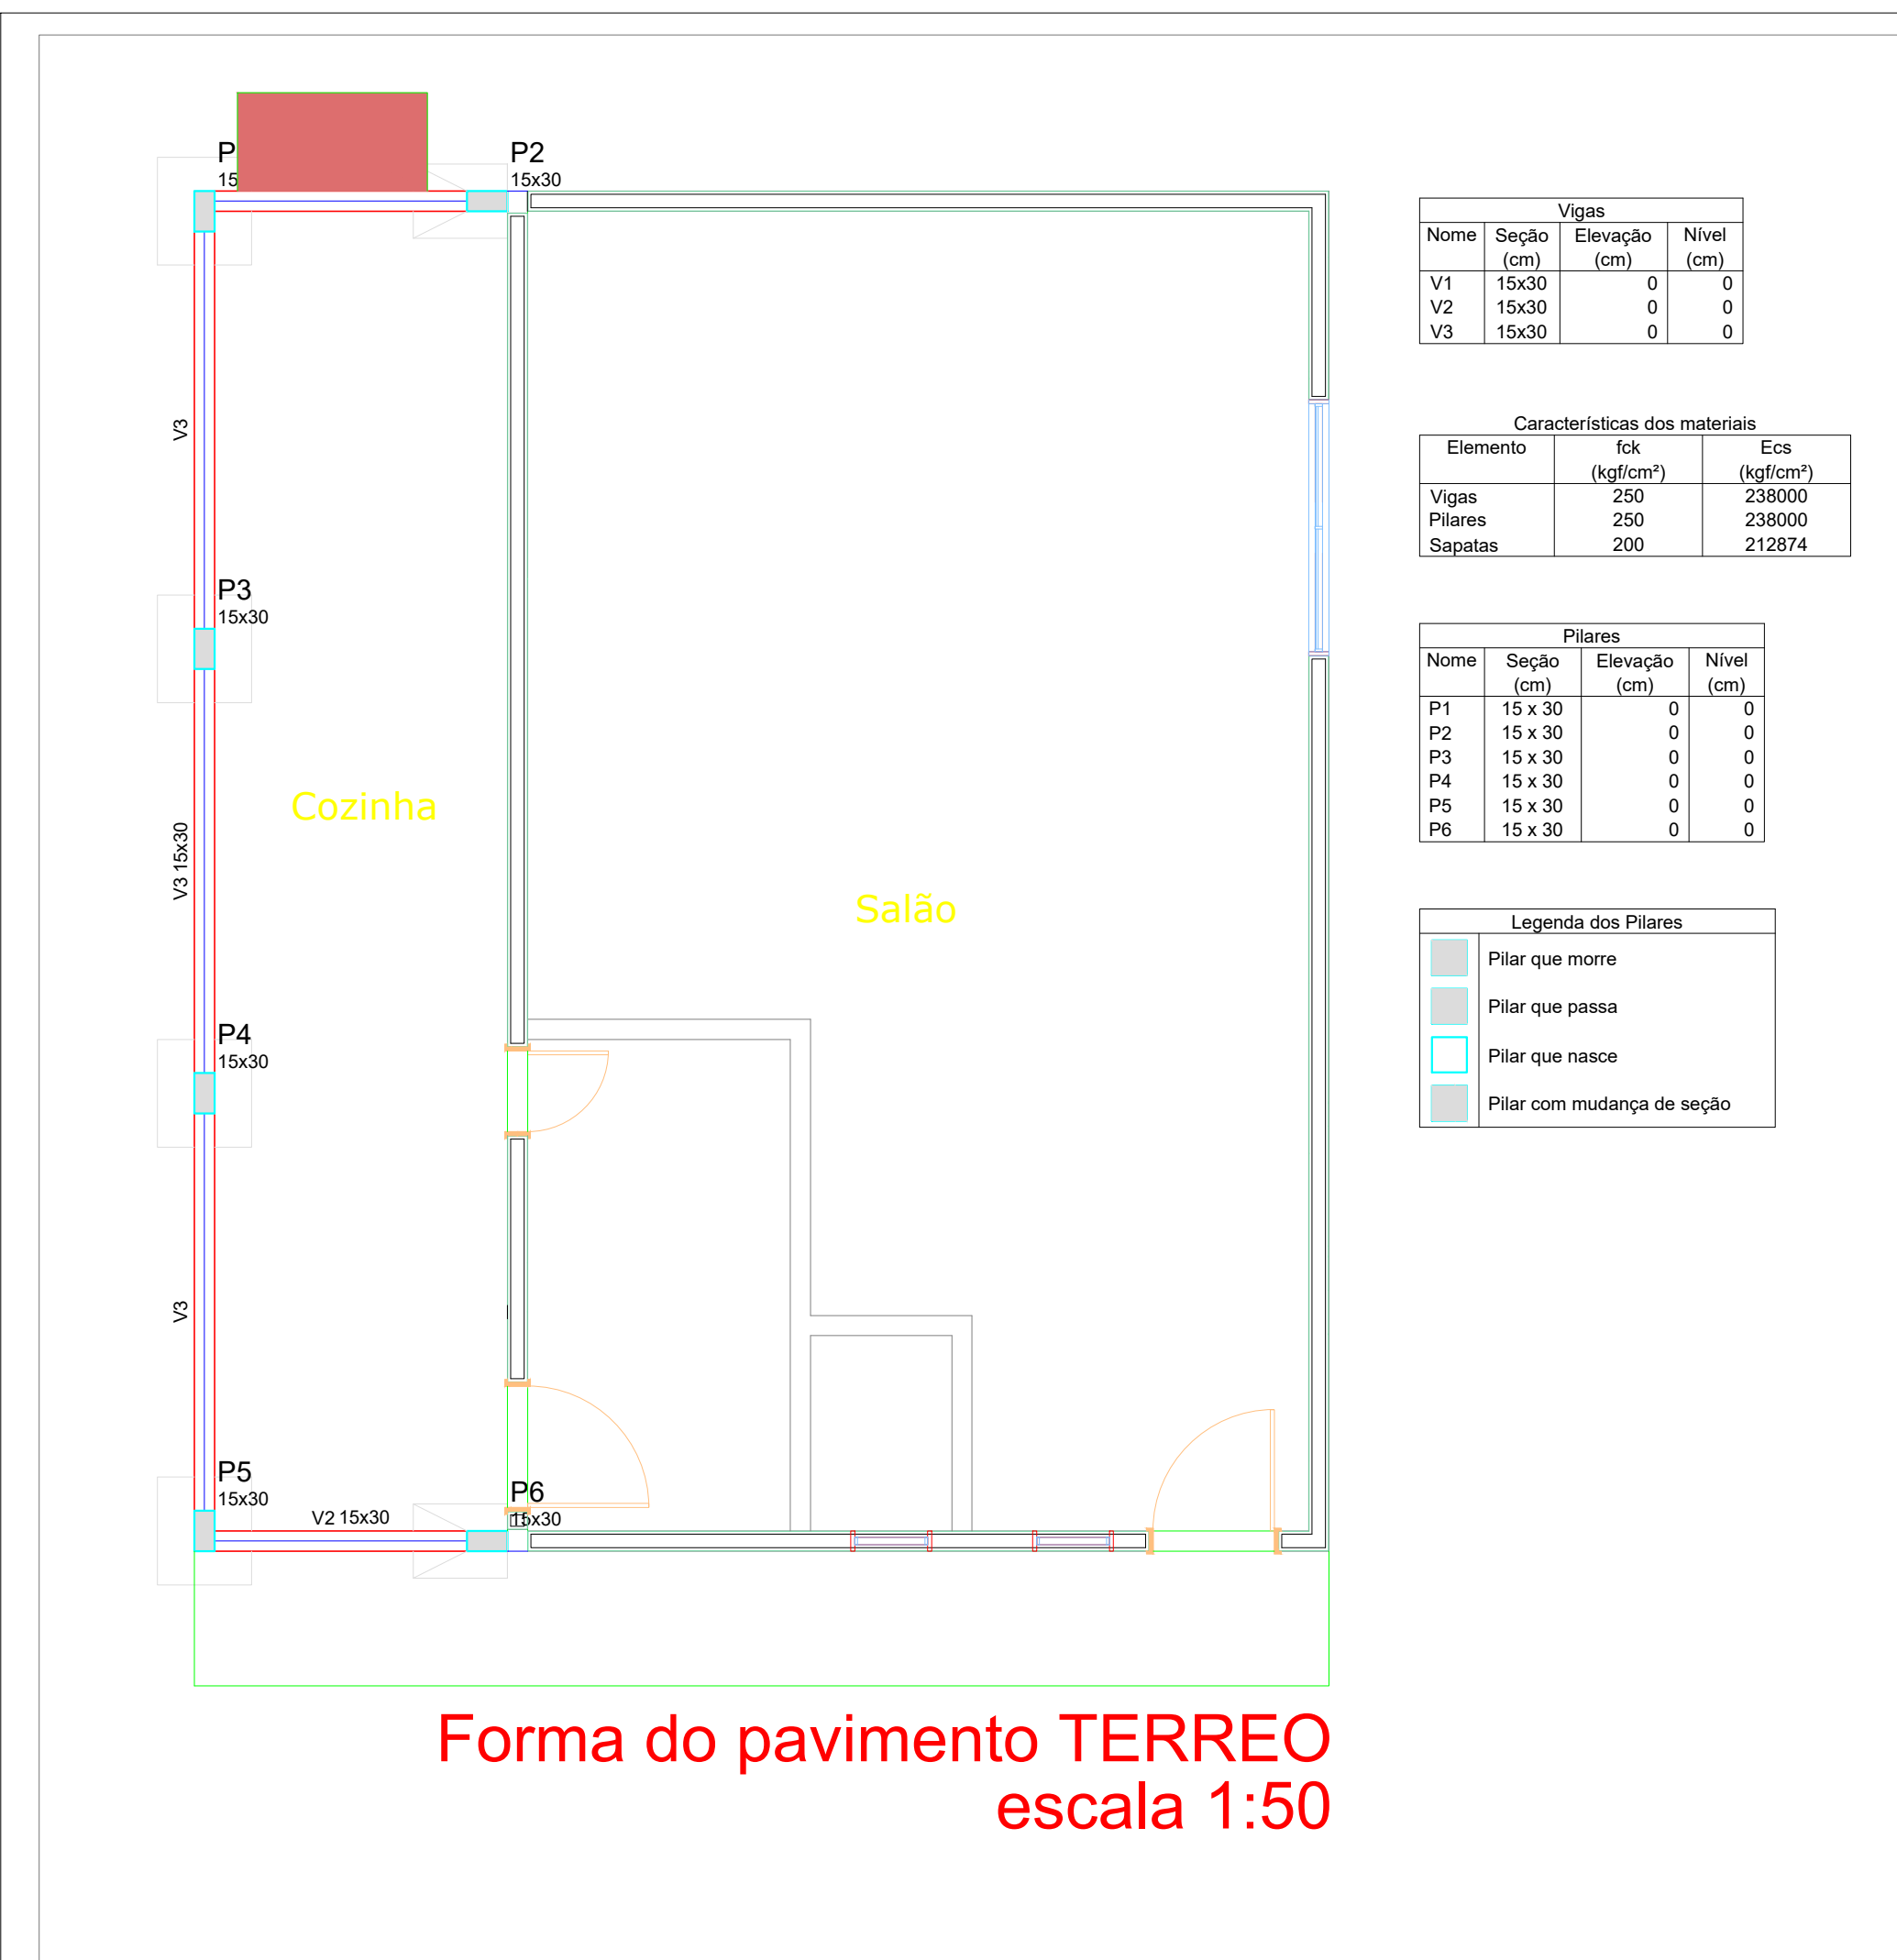 P
15
P2
15x30
V3
P3
15x30
Cozinha
V3 15x30
Salão
P4
15x30
V3
P5
15x30
V2 15x30
P6
15x30
Vigas
Nome Seção (cm) Elevação (cm) Nível (cm)
V1 15x30 0 0
V2 15x30 0 0
V3 15x30 0 0
Características dos materiais
Elemento fck (kgf/cm²) Ecs (kgf/cm²)
Vigas 250 238000
Pilares 250 238000
Sapatas 200 212874
Pilares
Nome Seção (cm) Elevação (cm) Nível (cm)
P1 15 x 30 0 0
P2 15 x 30 0 0
P3 15 x 30 0 0
P4 15 x 30 0 0
P5 15 x 30 0 0
P6 15 x 30 0 0
Legenda dos Pilares
Pilar que morre
Pilar que passa
Pilar que nasce
Pilar com mudança de seção
Forma do pavimento TERREO
escala 1:50